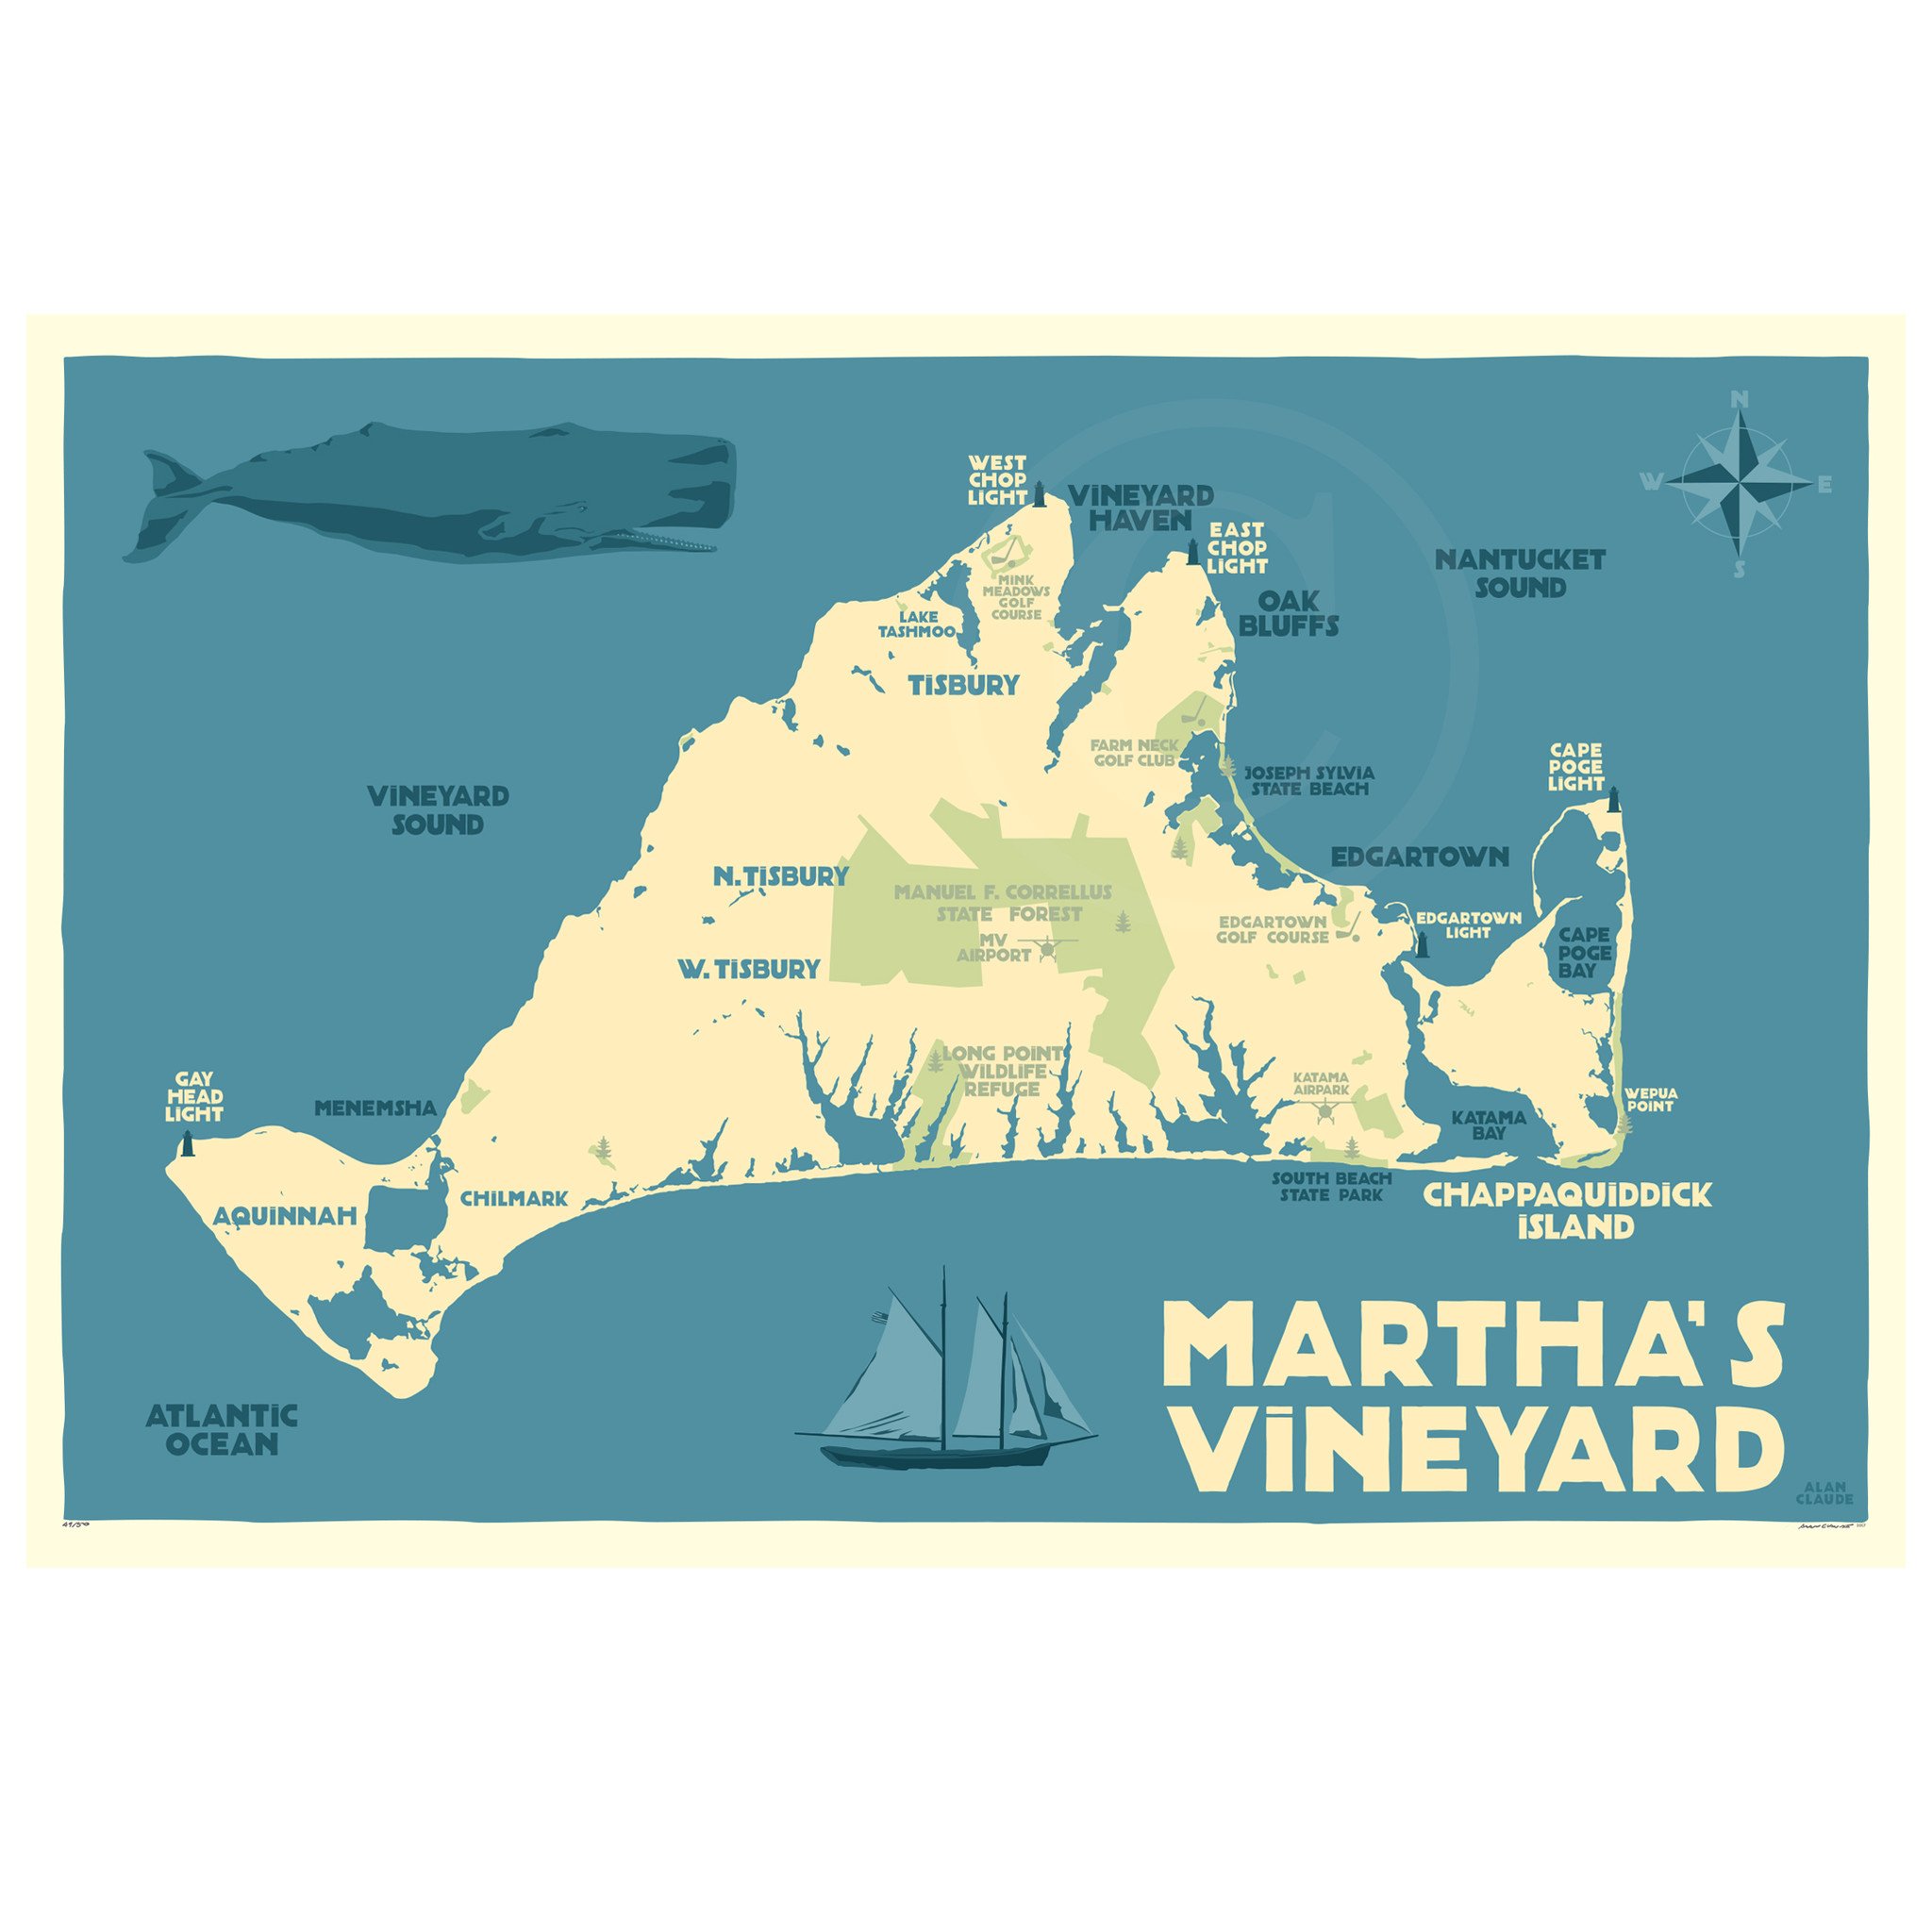 N
W
E
S
WEST
CHOP
LIGHT
VINEYARD
HAVEN
EAST
CHOP
LIGHT
NANTUCKET
SOUND
OAK
BLUFFS
MINK
MEADOWS
GOLF
COURSE
LAKE
TASHMOO
TISBURY
FARM NECK
GOLF CLUB
JOSEPH SYLVIA
STATE BEACH
CAPE
POGE
LIGHT
VINEYARD
SOUND
EDGARTOWN
N. TISBURY
MANUEL F. CORRELLUS
STATE FOREST
MV
AIRPORT
EDGARTOWN
GOLF COURSE
EDGARTOWN
LIGHT
CAPE
POGE
BAY
W. TISBURY
LONG POINT
WILDLIFE
REFUGE
KATAMA
AIRPARK
WEPUA
POINT
GAY
HEAD
LIGHT
MENEMSHA
KATAMA
BAY
AQUINNAH
CHILMARK
SOUTH BEACH
STATE PARK
CHAPPAQUIDDICK
ISLAND
ATLANTIC
OCEAN
MARTHA'S
VINEYARD
ALAN
CLAUDE
C